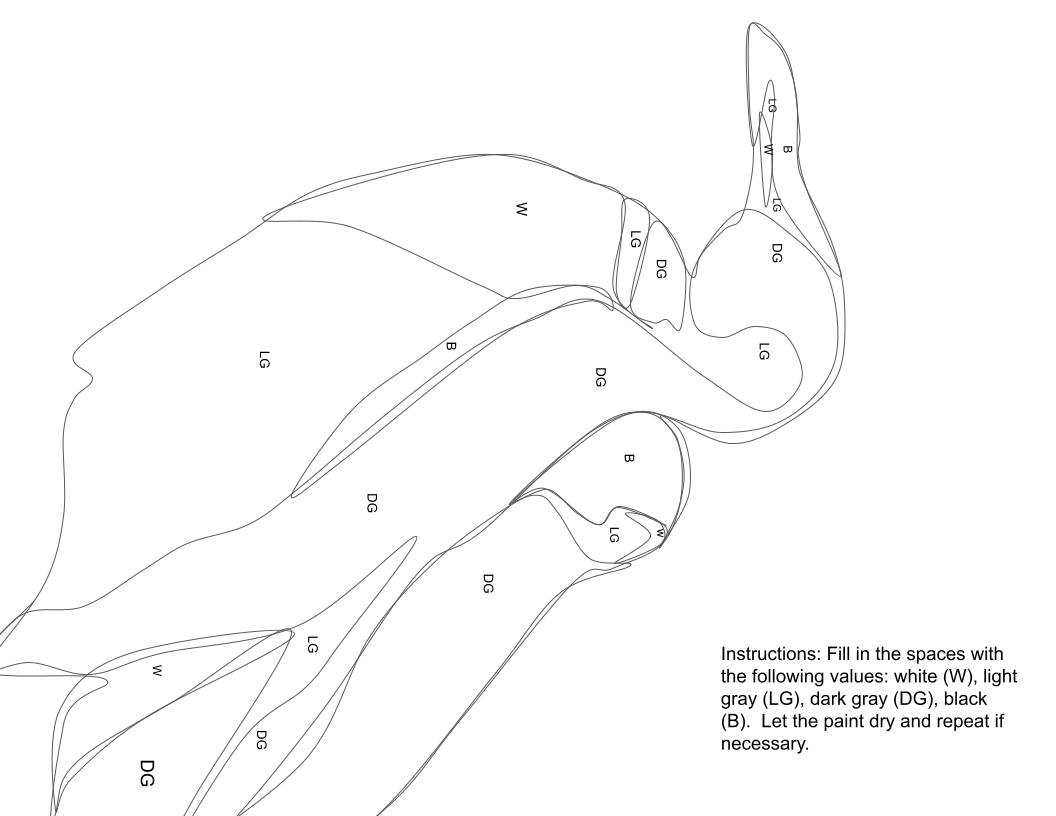 LG
W
B
LG
W
LG
DG
LG
DG
B
LG
LG
DG
B
DG
LG
W
DG
LG
W
DG
DG
Instructions: Fill in the spaces with
the following values: white (W), light
gray (LG), dark gray (DG), black
(B).  Let the paint dry and repeat if
necessary.